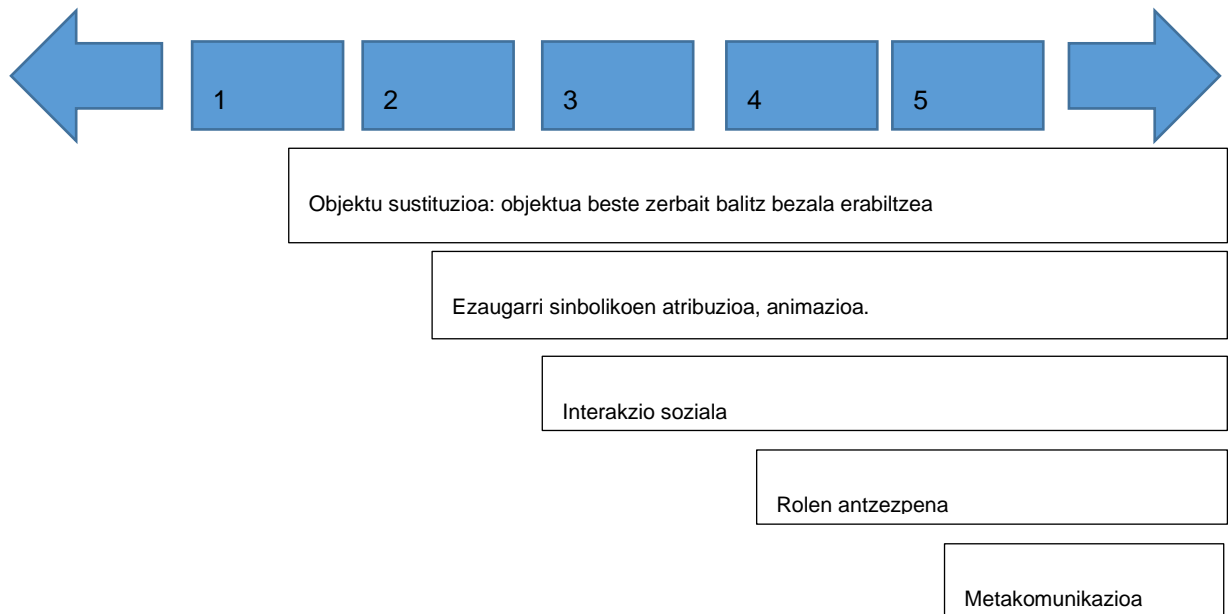 1 2 3 4 5
Objektu sustituzioa: objektua beste zerbait balitz bezala erabiltzea
Ezaugarri sinbolikoen atribuzioa, animazioa.
Interakzio soziala
Rolen antzezpena
Metakomunikazioa